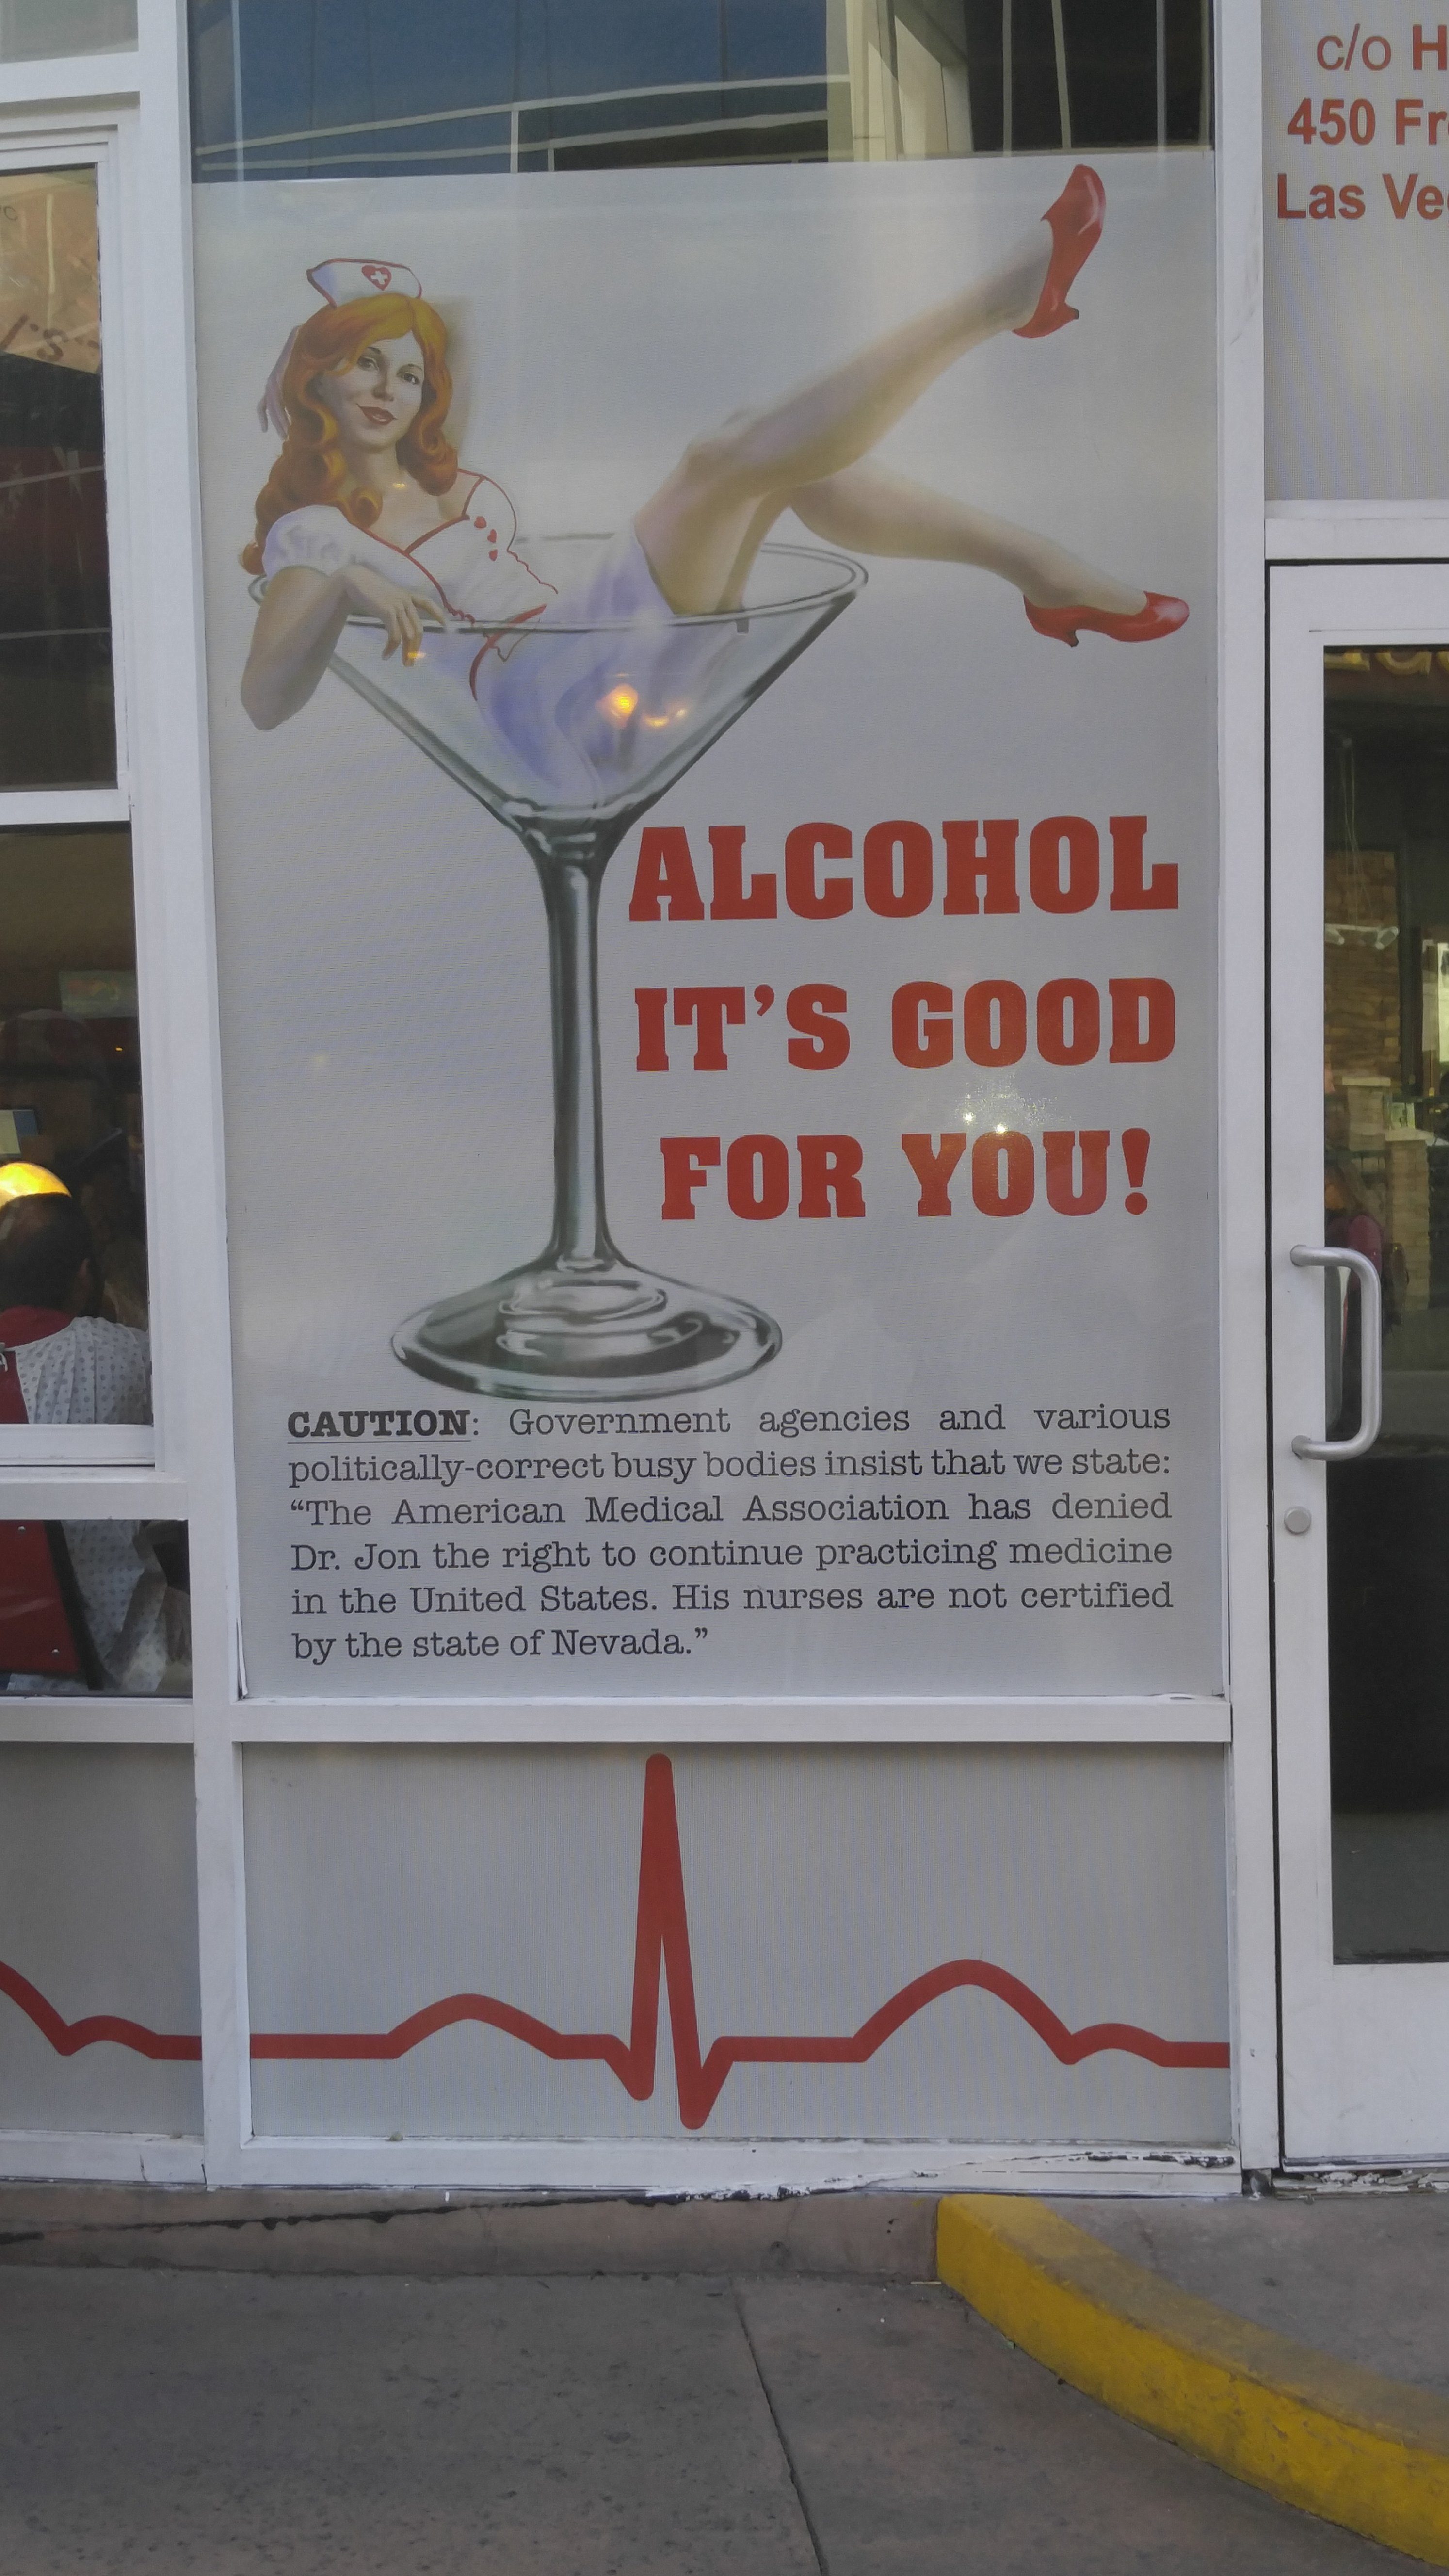 c/o H
450 Fr
Las Ve
ALCOHOL
IT'S GOOD
FOR YOU!
CAUTION: Government agencies and various
politically-correct busy bodies insist that we state:
“The American Medical Association has denied
Dr. Jon the right to continue practicing medicine
in the United States. His nurses are not certified
by the state of Nevada.”